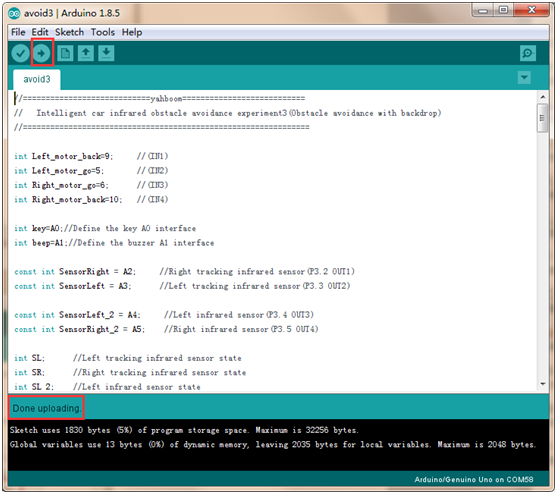 avoid3 | Arduino 1.8.5
File Edit Sketch Tools Help
avoid3
//============================yahboom===========================
//   Intelligent car infrared obstacle avoidance experiment3(Obstacle avoidance with backdrop)
//===============================================================
int Left_motor_back=9;     //(IN1)
int Left_motor_go=5;       //(IN2)
int Right_motor_go=6;      //(IN3)
int Right_motor_back=10;   //(IN4)
int key=A0;//Define the key A0 interface
int beep=A1;//Define the buzzer A1 interface
const int SensorRight = A2;     //Right tracking infrared sensor(P3.2 OUT1)
const int SensorLeft = A3;      //Left tracking infrared sensor(P3.3 OUT2)
const int SensorLeft_2 = A4;     //Left infrared sensor(P3.4 OUT3)
const int SensorRight_2 = A5;    //Right infrared sensor(P3.5 OUT4)
int SL;      //Left tracking infrared sensor state
int SR;      //Right tracking infrared sensor state
int SL_2;    //Left infrared sensor state
Done uploading.
Sketch uses 1830 bytes (5%) of program storage space. Maximum is 32256 bytes.
Global variables use 13 bytes (0%) of dynamic memory, leaving 2035 bytes for local variables. Maximum is 2048 bytes.
Arduino/Genuino Uno on COM58